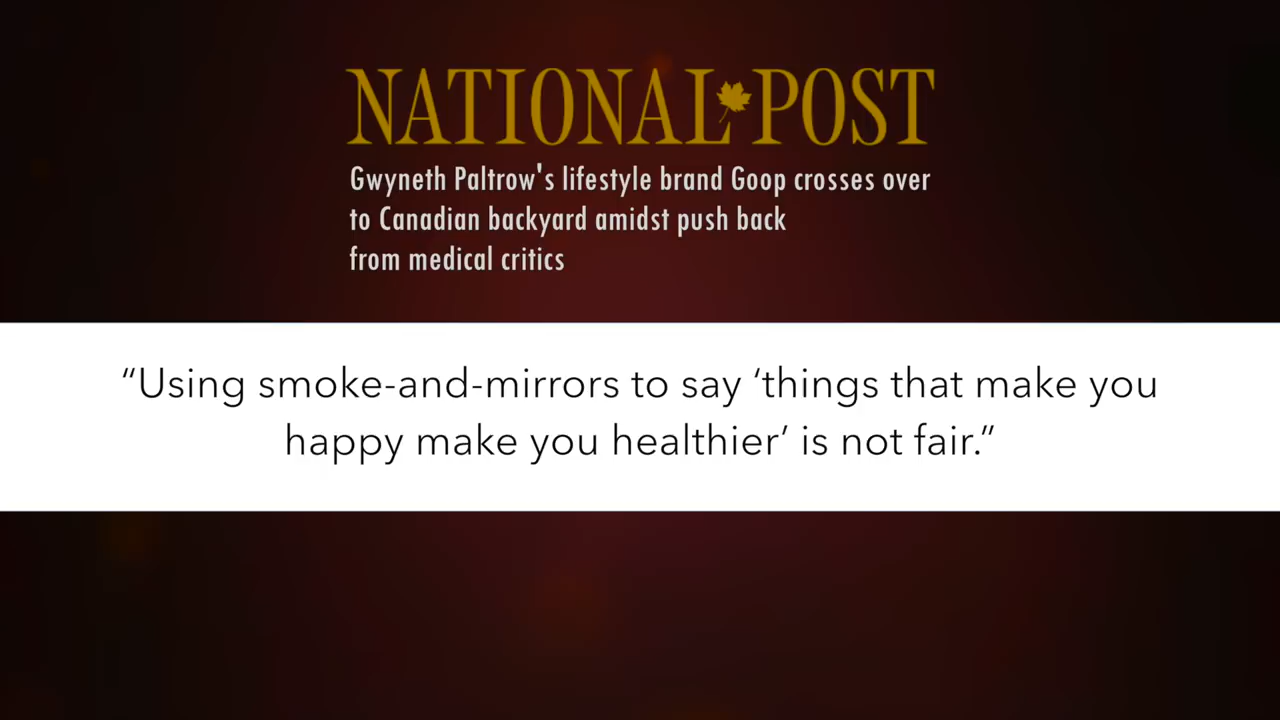 NATIONAL POST
Gwyneth Paltrow's lifestyle brand Goop crosses over
to Canadian backyard amidst push back
from medical critics
“Using smoke-and-mirrors to say ‘things that make you
happy make you healthier’ is not fair.”